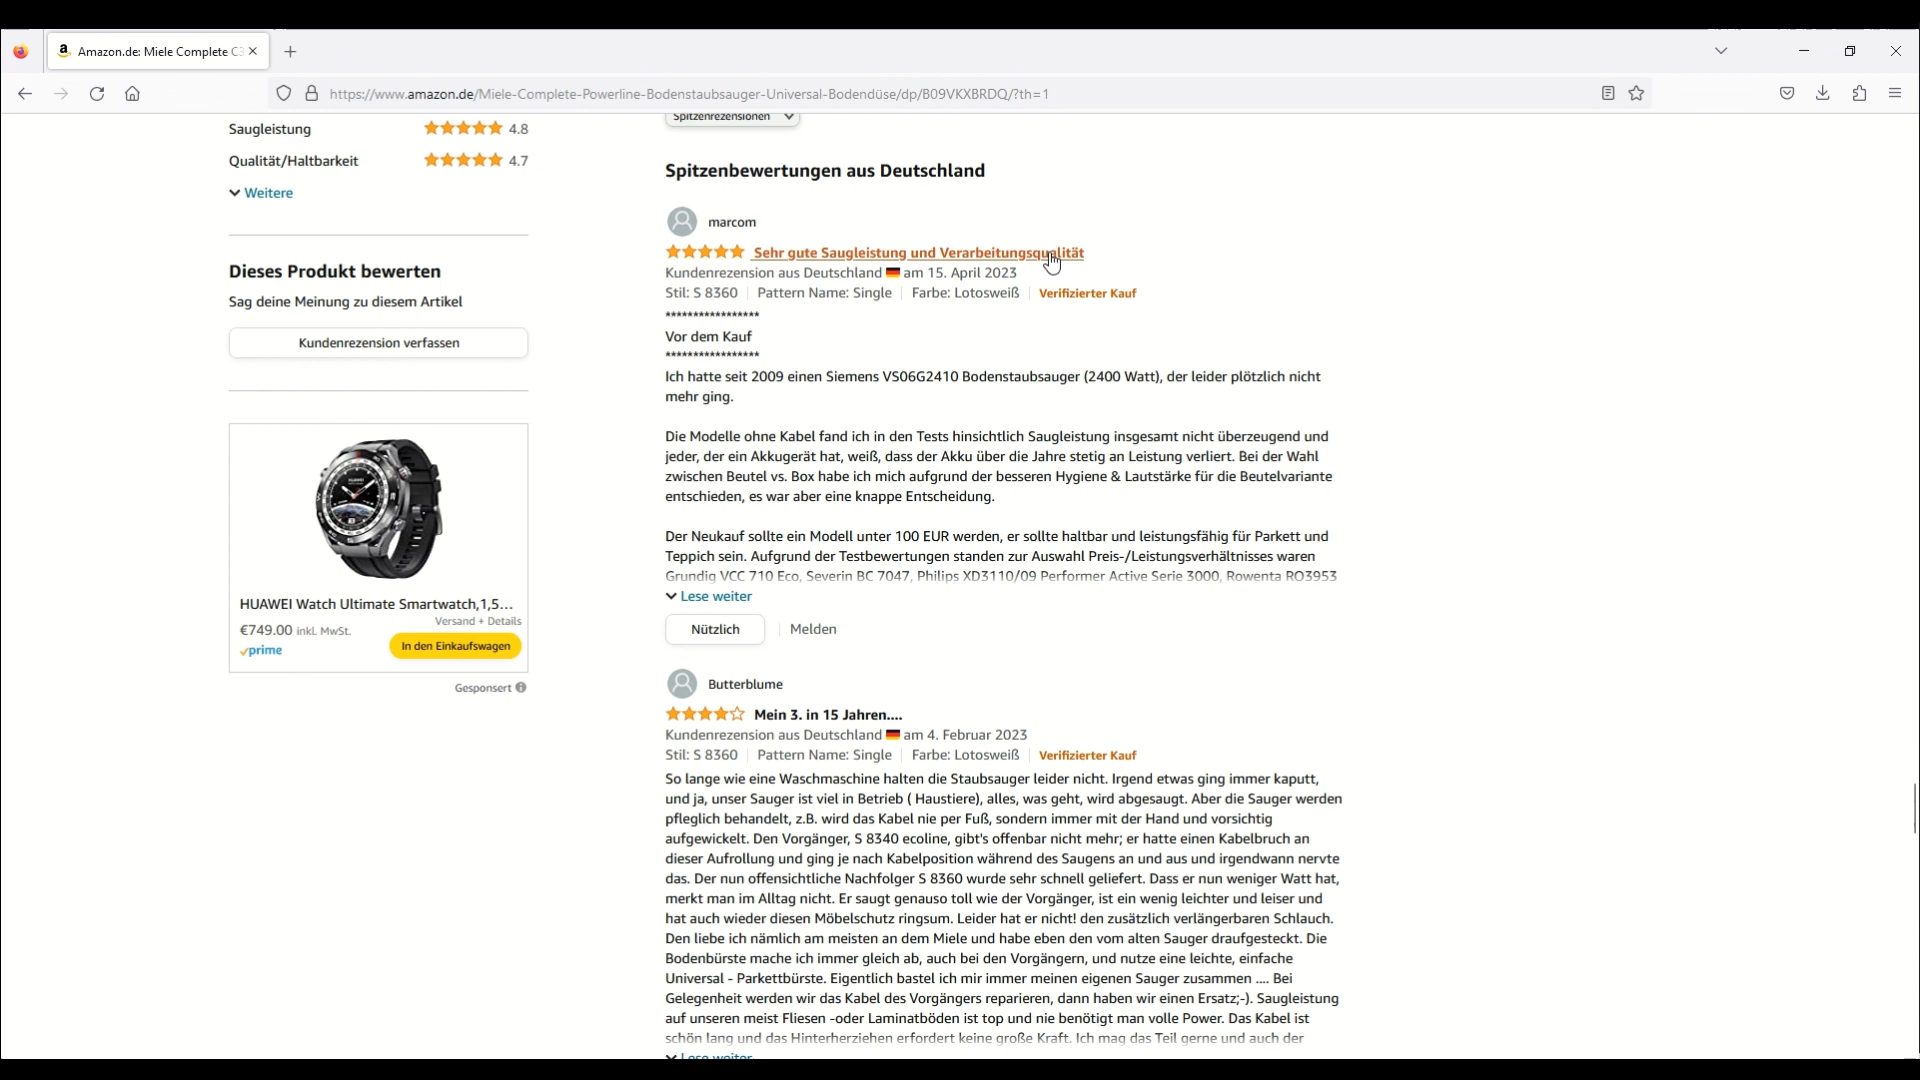 Amazon.de: Miele Complete C3
https://www.amazon.de/Miele-Complete-Powerline-Bodenstaubsauger-Universal-Bodendüse/dp/B09VKXBRDQ/?th=1
Saugleistung 4.8
Qualität/Haltbarkeit 4.7
Weitere
Dieses Produkt bewerten
Sag deine Meinung zu diesem Artikel
Kundenrezension verfassen
HUAWEI Watch Ultimate Smartwatch,1,5...
Versand + Details
€749.00 inkl. MwSt.
In den Einkaufswagen
prime
Gesponsert
Spitzenrezensionen
Spitzenbewertungen aus Deutschland
marcom
Sehr gute Saugleistung und Verarbeitungsqualität
Kundenrezension aus Deutschland am 15. April 2023
Stil: S 8360 Pattern Name: Single Farbe: Lotosweiß Verifizierter Kauf
*****************
Vor dem Kauf
*****************
Ich hatte seit 2009 einen Siemens VS06G2410 Bodenstaubsauger (2400 Watt), der leider plötzlich nicht
mehr ging.
Die Modelle ohne Kabel fand ich in den Tests hinsichtlich Saugleistung insgesamt nicht überzeugend und
jeder, der ein Akkugerät hat, weiß, dass der Akku über die Jahre stetig an Leistung verliert. Bei der Wahl
zwischen Beutel vs. Box habe ich mich aufgrund der besseren Hygiene & Lautstärke für die Beutelvariante
entschieden, es war aber eine knappe Entscheidung.
Der Neukauf sollte ein Modell unter 100 EUR werden, er sollte haltbar und leistungsfähig für Parkett und
Teppich sein. Aufgrund der Testbewertungen standen zur Auswahl Preis-/Leistungsverhältnisses waren
Grundig VCC 710 Eco, Severin BC 7047, Philips XD3110/09 Performer Active Serie 3000, Rowenta RO3953
Lese weiter
Nützlich Melden
Butterblume
Mein 3. in 15 Jahren....
Kundenrezension aus Deutschland am 4. Februar 2023
Stil: S 8360 Pattern Name: Single Farbe: Lotosweiß Verifizierter Kauf
So lange wie eine Waschmaschine halten die Staubsauger leider nicht. Irgend etwas ging immer kaputt,
und ja, unser Sauger ist viel in Betrieb ( Haustiere), alles, was geht, wird abgesaugt. Aber die Sauger werden
pfleglich behandelt, z.B. wird das Kabel nie per Fuß, sondern immer mit der Hand und vorsichtig
aufgewickelt. Den Vorgänger, S 8340 ecoline, gibt's offenbar nicht mehr; er hatte einen Kabelbruch an
dieser Aufrollung und ging je nach Kabelposition während des Saugens an und aus und irgendwann nervte
das. Der nun offensichtliche Nachfolger S 8360 wurde sehr schnell geliefert. Dass er nun weniger Watt hat,
merkt man im Alltag nicht. Er saugt genauso toll wie der Vorgänger, ist ein wenig leichter und leiser und
hat auch wieder diesen Möbelschutz ringsum. Leider hat er nicht! den zusätzlich verlängerbaren Schlauch.
Den liebe ich nämlich am meisten an dem Miele und habe eben den vom alten Sauger draufgesteckt. Die
Bodenbürste mache ich immer gleich ab, auch bei den Vorgängern, und nutze eine leichte, einfache
Universal - Parkettbürste. Eigentlich bastel ich mir immer meinen eigenen Sauger zusammen .... Bei
Gelegenheit werden wir das Kabel des Vorgängers reparieren, dann haben wir einen Ersatz;-). Saugleistung
auf unseren meist Fliesen -oder Laminatböden ist top und nie benötigt man volle Power. Das Kabel ist
schön lang und das Hinterherziehen erfordert keine große Kraft. Ich mag das Teil gerne und auch der
Lese weiter